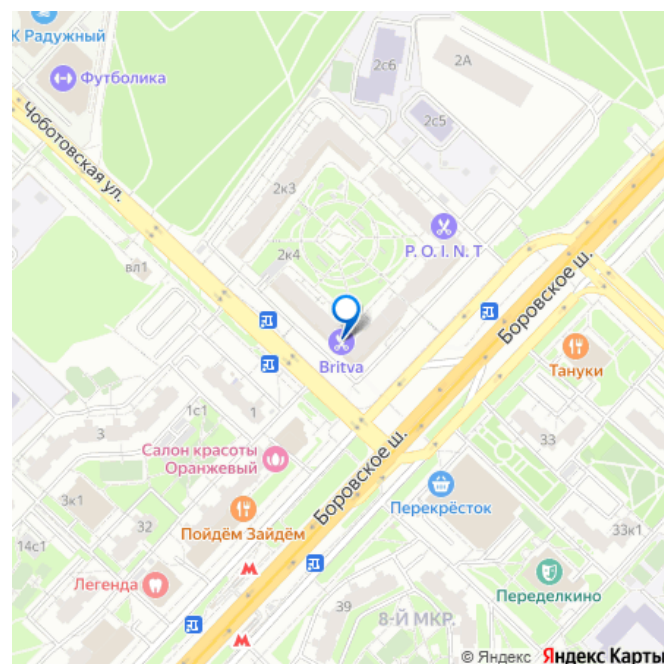 К Радужный
Футболика
2с6
2А
2с5
Чоботовская ул.
2к3
P. O. I. N. T
2к4
вл1
Боровское ш.
Britva
Тануки
1с1
1
3
Салон красоты
Оранжевый
33
Боровское ш.
3к1
Перекрёсток
32
Пойдём Зайдём
33к1
14с1
Легенда
Переделкино
39
8-Й МКР.
© Яндекс Яндекс Карты